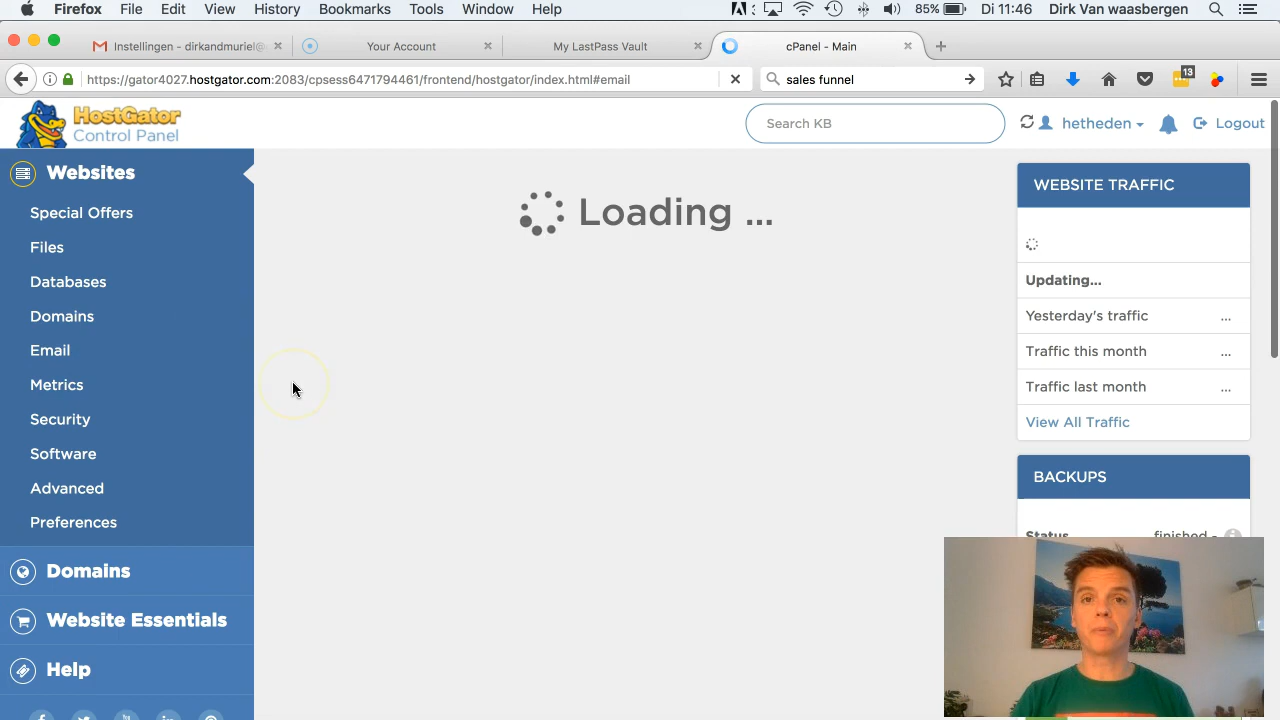 Firefox File Edit View History Bookmarks Tools Window Help 85% Di 11:46 Dirk Van waasbergen
Instellingen - dirkandmuriel@ × Your Account × My LastPass Vault × cPanel - Main × +
https://gator4027.hostgator.com:2083/cpsess6471794461/frontend/hostgator/index.html#email × sales funnel 13
HostGator
Control Panel
Search KB
hetheden
Logout
Websites
Special Offers
Files
Databases
Domains
Email
Metrics
Security
Software
Advanced
Preferences
Domains
Website Essentials
Help
Loading ...
WEBSITE TRAFFIC
Updating...
Yesterday's traffic ...
Traffic this month ...
Traffic last month ...
View All Traffic
BACKUPS
Status finished -